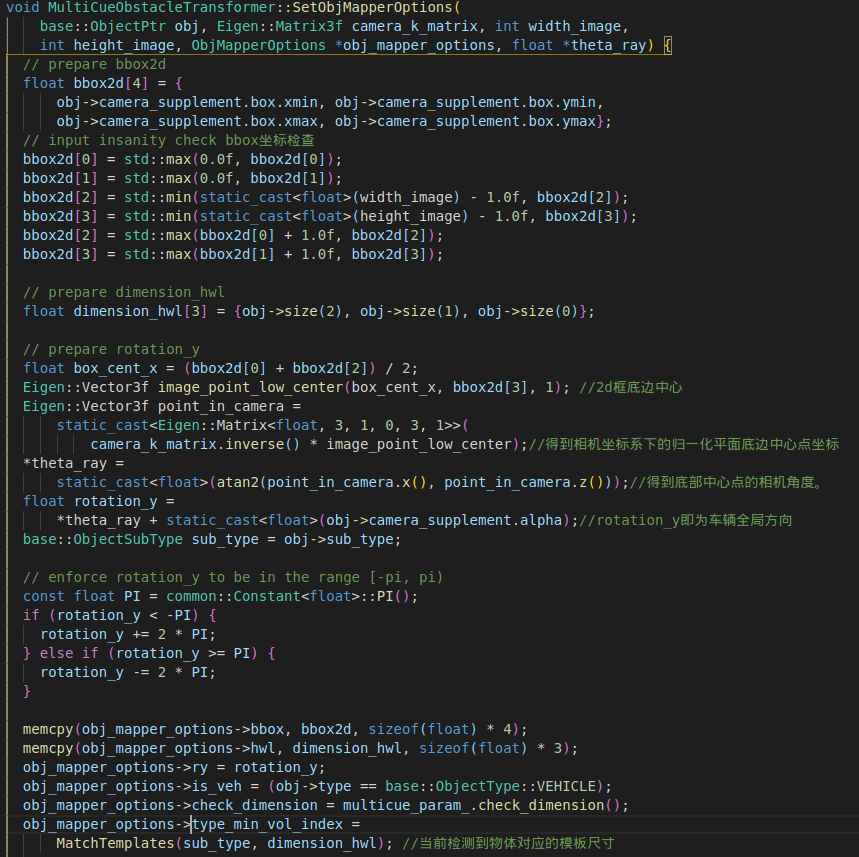 void MultiCueObstacleTransformer::SetObjMapperOptions(
    base::ObjectPtr obj, Eigen::Matrix3f camera_k_matrix, int width_image,
    int height_image, ObjMapperOptions *obj_mapper_options, float *theta_ray) {
  // prepare bbox2d
  float bbox2d[4] = {
      obj->camera_supplement.box.xmin, obj->camera_supplement.box.ymin,
      obj->camera_supplement.box.xmax, obj->camera_supplement.box.ymax};
  // input insanity check bbox坐标检查
  bbox2d[0] = std::max(0.0f, bbox2d[0]);
  bbox2d[1] = std::max(0.0f, bbox2d[1]);
  bbox2d[2] = std::min(static_cast<float>(width_image) - 1.0f, bbox2d[2]);
  bbox2d[3] = std::min(static_cast<float>(height_image) - 1.0f, bbox2d[3]);
  bbox2d[2] = std::max(bbox2d[0] + 1.0f, bbox2d[2]);
  bbox2d[3] = std::max(bbox2d[1] + 1.0f, bbox2d[3]);

  // prepare dimension_hwl
  float dimension_hwl[3] = {obj->size(2), obj->size(1), obj->size(0)};

  // prepare rotation_y
  float box_cent_x = (bbox2d[0] + bbox2d[2]) / 2;
  Eigen::Vector3f image_point_low_center(box_cent_x, bbox2d[3], 1); //2d框底边中心
  Eigen::Vector3f point_in_camera =
      static_cast<Eigen::Matrix<float, 3, 1, 0, 3, 1>>(
          camera_k_matrix.inverse() * image_point_low_center);//得到相机坐标系下的归一化平面底边中心点坐标
  *theta_ray =
      static_cast<float>(atan2(point_in_camera.x(), point_in_camera.z()));//得到底部中心点的相机角度。
  float rotation_y =
      *theta_ray + static_cast<float>(obj->camera_supplement.alpha);//rotation_y即为车辆全局方向
  base::ObjectSubType sub_type = obj->sub_type;

  // enforce rotation_y to be in the range [-pi, pi)
  const float PI = common::Constant<float>::PI();
  if (rotation_y < -PI) {
    rotation_y += 2 * PI;
  } else if (rotation_y >= PI) {
    rotation_y -= 2 * PI;
  }

  memcpy(obj_mapper_options->bbox, bbox2d, sizeof(float) * 4);
  memcpy(obj_mapper_options->hwl, dimension_hwl, sizeof(float) * 3);
  obj_mapper_options->ry = rotation_y;
  obj_mapper_options->is_veh = (obj->type == base::ObjectType::VEHICLE);
  obj_mapper_options->check_dimension = multicue_param_.check_dimension();
  obj_mapper_options->type_min_vol_index =
      MatchTemplates(sub_type, dimension_hwl); //当前检测到物体对应的模板尺寸